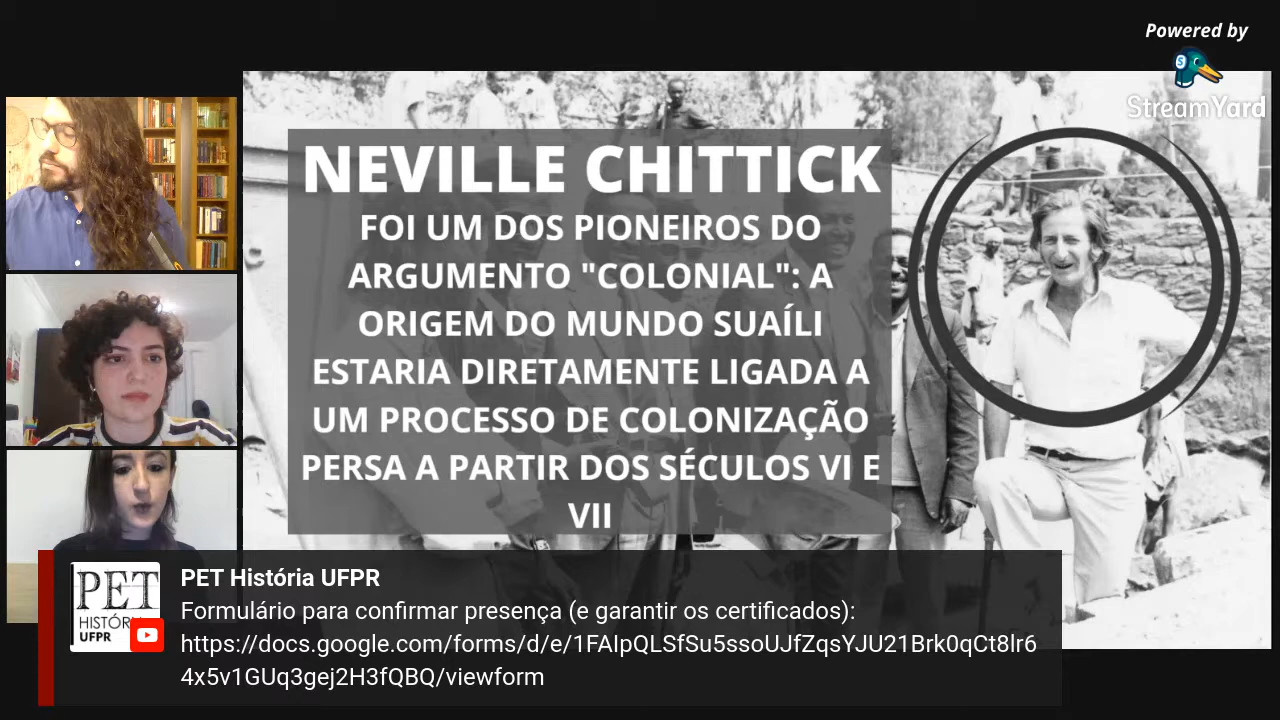 Powered by
StreamYard
NEVILLE CHITTICK
FOI UM DOS PIONEIROS DO
ARGUMENTO "COLONIAL": A
ORIGEM DO MUNDO SUAÍLI
ESTARIA DIRETAMENTE LIGADA A
UM PROCESSO DE COLONIZAÇÃO
PERSA A PARTIR DOS SÉCULOS VI E
VII
PET
HISTÓRIA
UFPR
PET História UFPR
Formulário para confirmar presença (e garantir os certificados):
https://docs.google.com/forms/d/e/1FAIpQLSfSu5ssoUJfZqsYJU21Brk0qCt8lr6
4x5v1GUq3gej2H3fQBQ/viewform